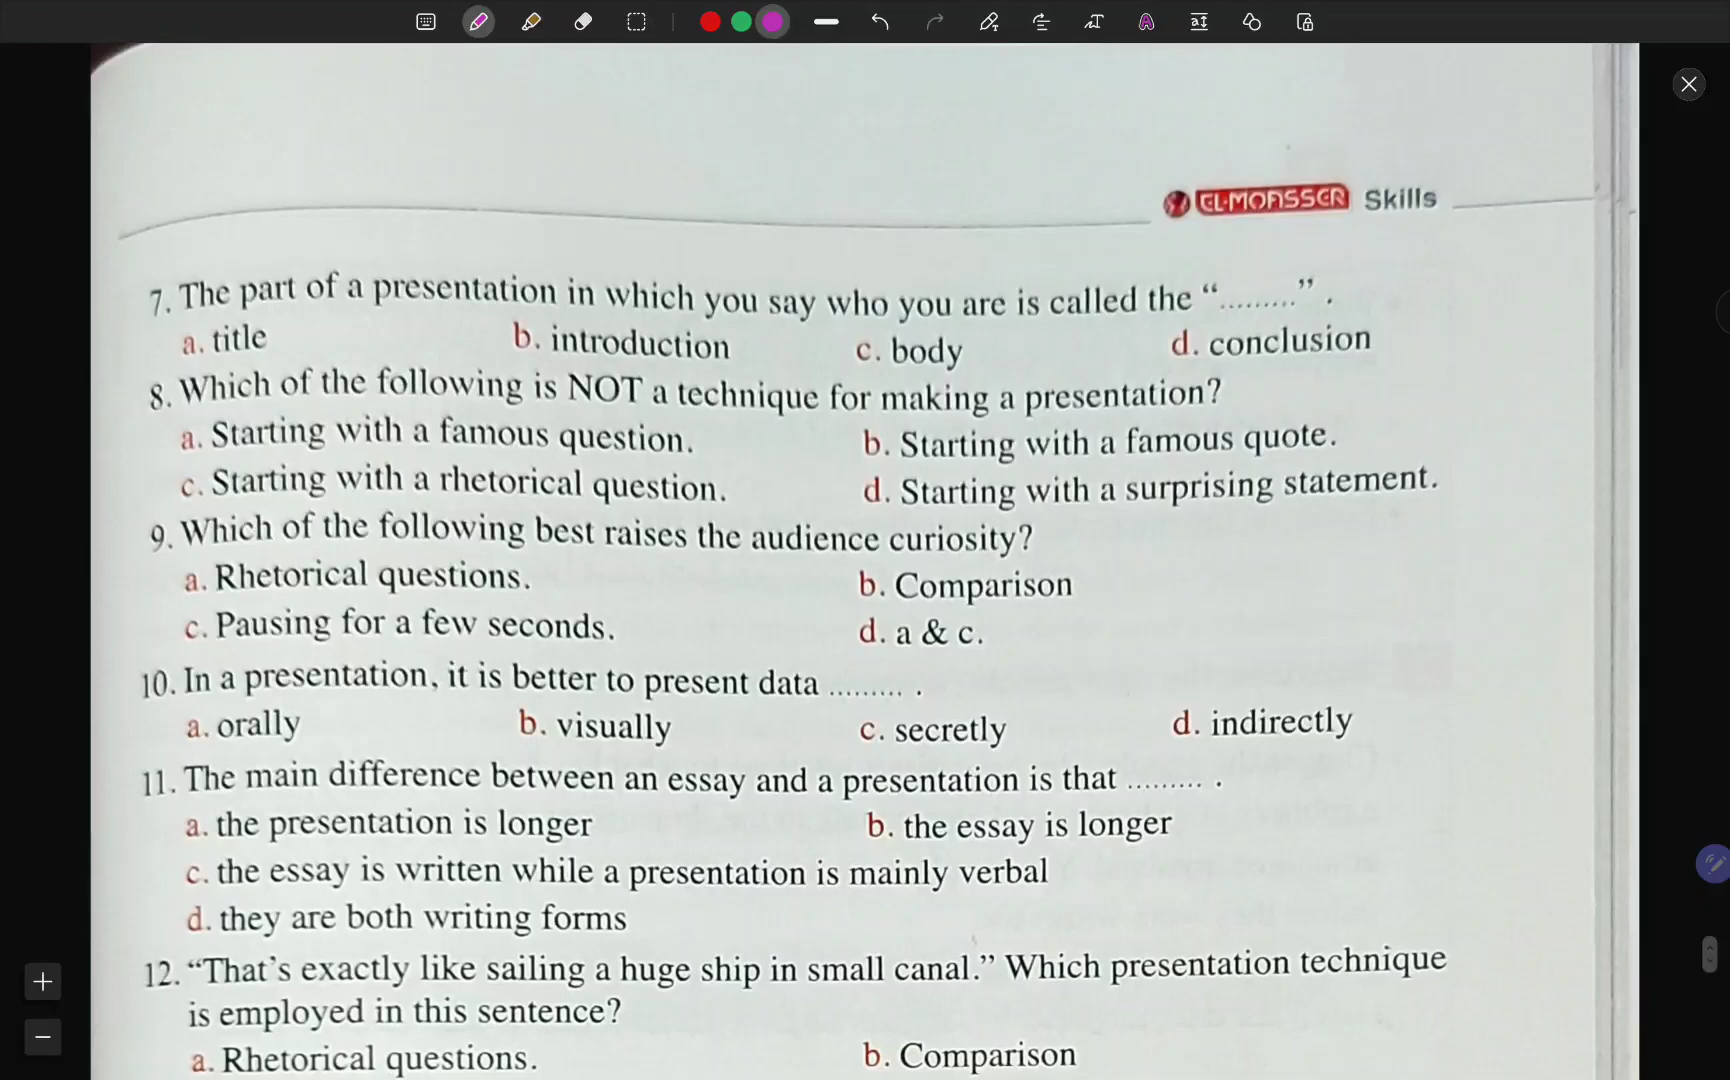 EL-MOASSER Skills
7. The part of a presentation in which you say who you are is called the “.........” .
a. title b. introduction c. body d. conclusion
8. Which of the following is NOT a technique for making a presentation?
a. Starting with a famous question. b. Starting with a famous quote.
c. Starting with a rhetorical question. d. Starting with a surprising statement.
9. Which of the following best raises the audience curiosity?
a. Rhetorical questions. b. Comparison
c. Pausing for a few seconds. d. a & c.
10. In a presentation, it is better to present data ......... .
a. orally b. visually c. secretly d. indirectly
11. The main difference between an essay and a presentation is that ......... .
a. the presentation is longer b. the essay is longer
c. the essay is written while a presentation is mainly verbal
d. they are both writing forms
12. “That’s exactly like sailing a huge ship in small canal.” Which presentation technique
is employed in this sentence?
a. Rhetorical questions. b. Comparison